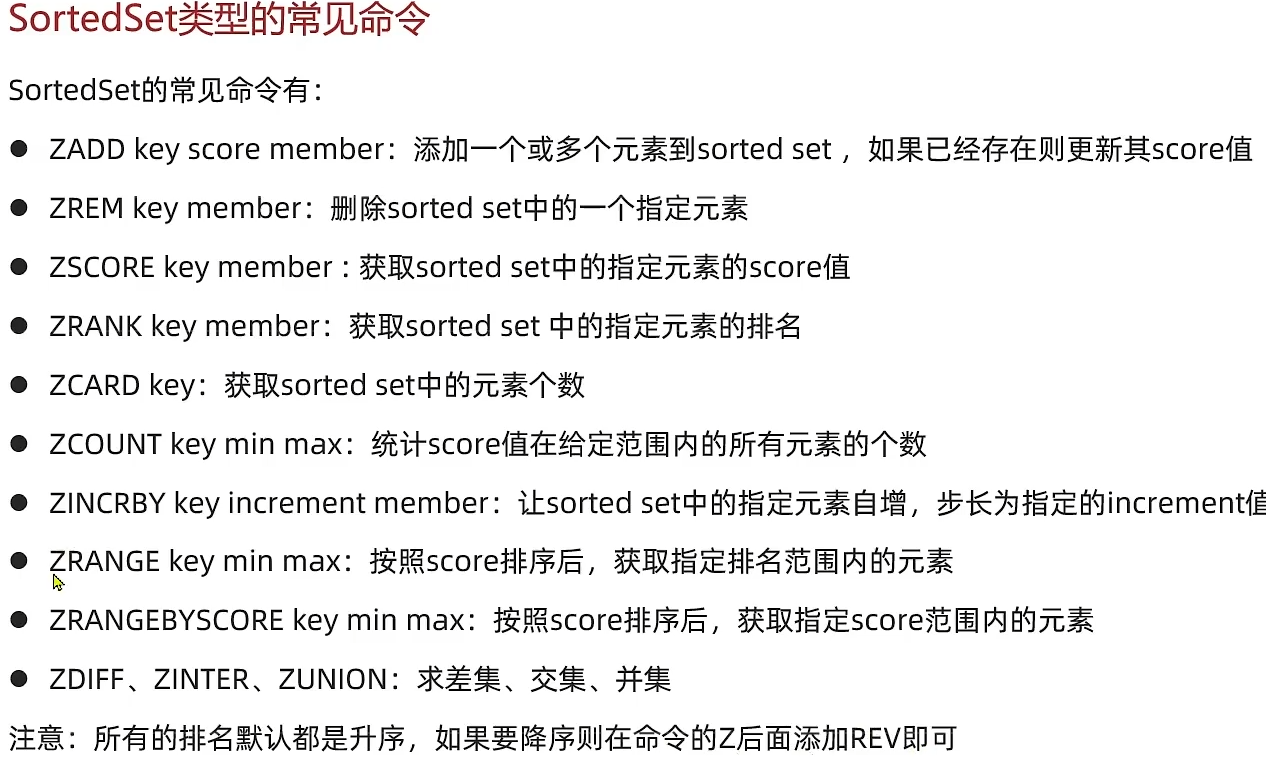 SortedSet类型的常见命令
SortedSet的常见命令有：
● ZADD key score member：添加一个或多个元素到sorted set ，如果已经存在则更新其score值
● ZREM key member：删除sorted set中的一个指定元素
● ZSCORE key member : 获取sorted set中的指定元素的score值
● ZRANK key member：获取sorted set 中的指定元素的排名
● ZCARD key：获取sorted set中的元素个数
● ZCOUNT key min max：统计score值在给定范围内的所有元素的个数
● ZINCRBY key increment member：让sorted set中的指定元素自增，步长为指定的increment值
● ZRANGE key min max：按照score排序后，获取指定排名范围内的元素
● ZRANGEBYSCORE key min max：按照score排序后，获取指定score范围内的元素
● ZDIFF、ZINTER、ZUNION：求差集、交集、并集
注意：所有的排名默认都是升序，如果要降序则在命令的Z后面添加REV即可